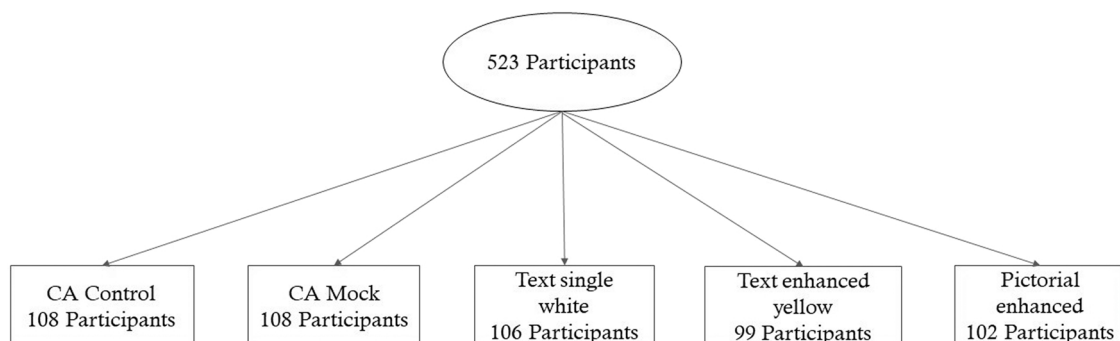 523 Participants
CA Control
108 Participants
CA Mock
108 Participants
Text single
white
106 Participants
Text enhanced
yellow
99 Participants
Pictorial
enhanced
102 Participants